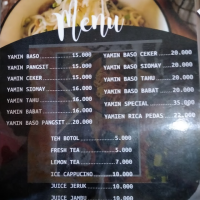 Menu
YAMIN BASO 15.000
YAMIN PANGSIT 15.000
YAMIN CEKER 15.000
YAMIN SIOMAY 16.000
YAMIN TAHU 16.000
YAMIN BABAT 16.000
YAMIN BASO PANGSIT 20.000
YAMIN BASO CEKER 20.000
YAMIN BASO SIOMAY 20.000
YAMIN BASO TAHU 20.000
YAMIN BASO BABAT 20.000
YAMIN SPECIAL 35.000
YAMIEN RICA PEDAS 22.000
TEH BOTOL 5.000
FRESH TEA 5.000
LEMON TEA 7.000
ICE CAPPUCINO 10.000
JUICE JERUK 10.000
JUICE JAMBU 10.000